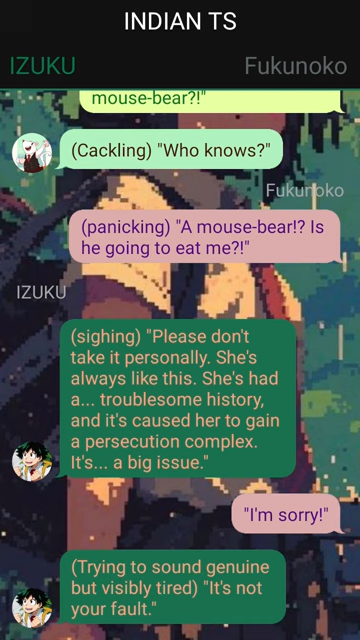 INDIAN TS
IZUKU Fukunoko
mouse-bear?!"
(Cackling) "Who knows?"
Fukunoko
(panicking) "A mouse-bear!? Is
he going to eat me?!"
IZUKU
(sighing) "Please don't
take it personally. She's
always like this. She's had
a... troublesome history,
and it's caused her to gain
a persecution complex.
It's... a big issue."
"I'm sorry!"
(Trying to sound genuine
but visibly tired) "It's not
your fault."